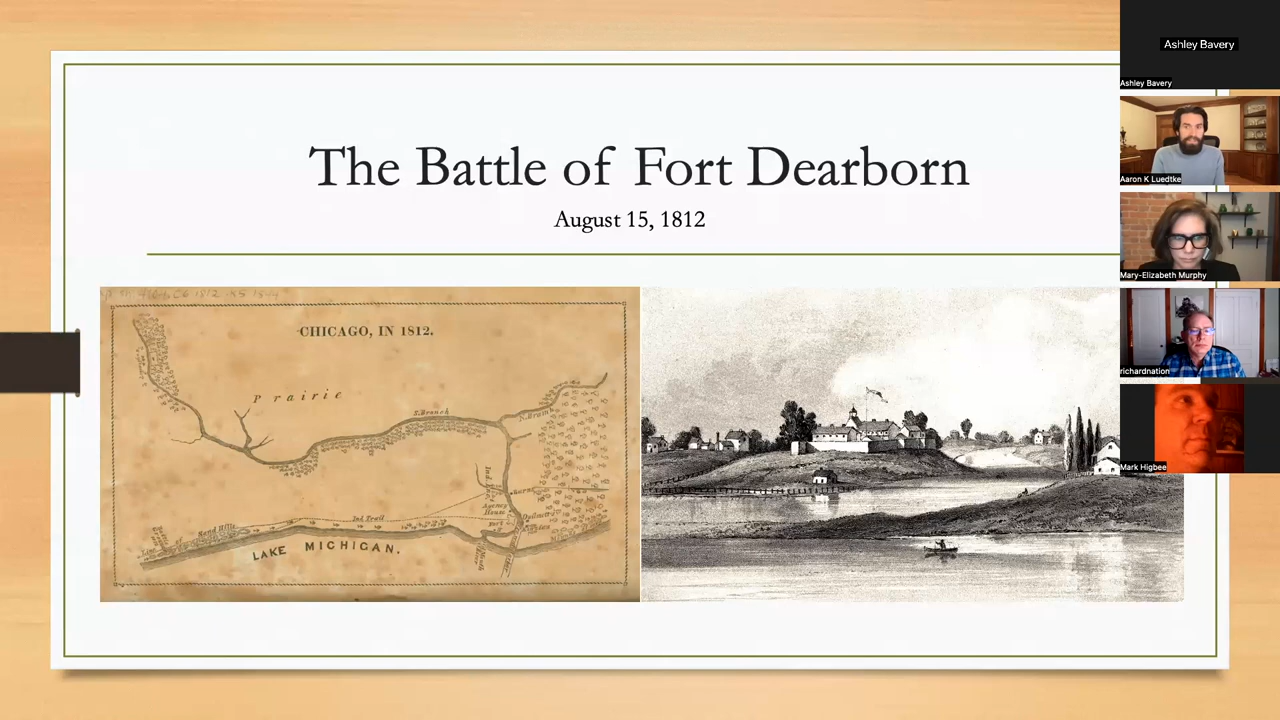 The Battle of Fort Dearborn
August 15, 1812
CHICAGO, IN 1812.
Prairie
S. Branch
N. Branch
Agency
House
Fort
Ind. Trail
Sand Hills
LAKE MICHIGAN.
Ashley Bavery
Ashley Bavery
Aaron K Luedtke
Mary-Elizabeth Murphy
richardnation
Mark Higbee